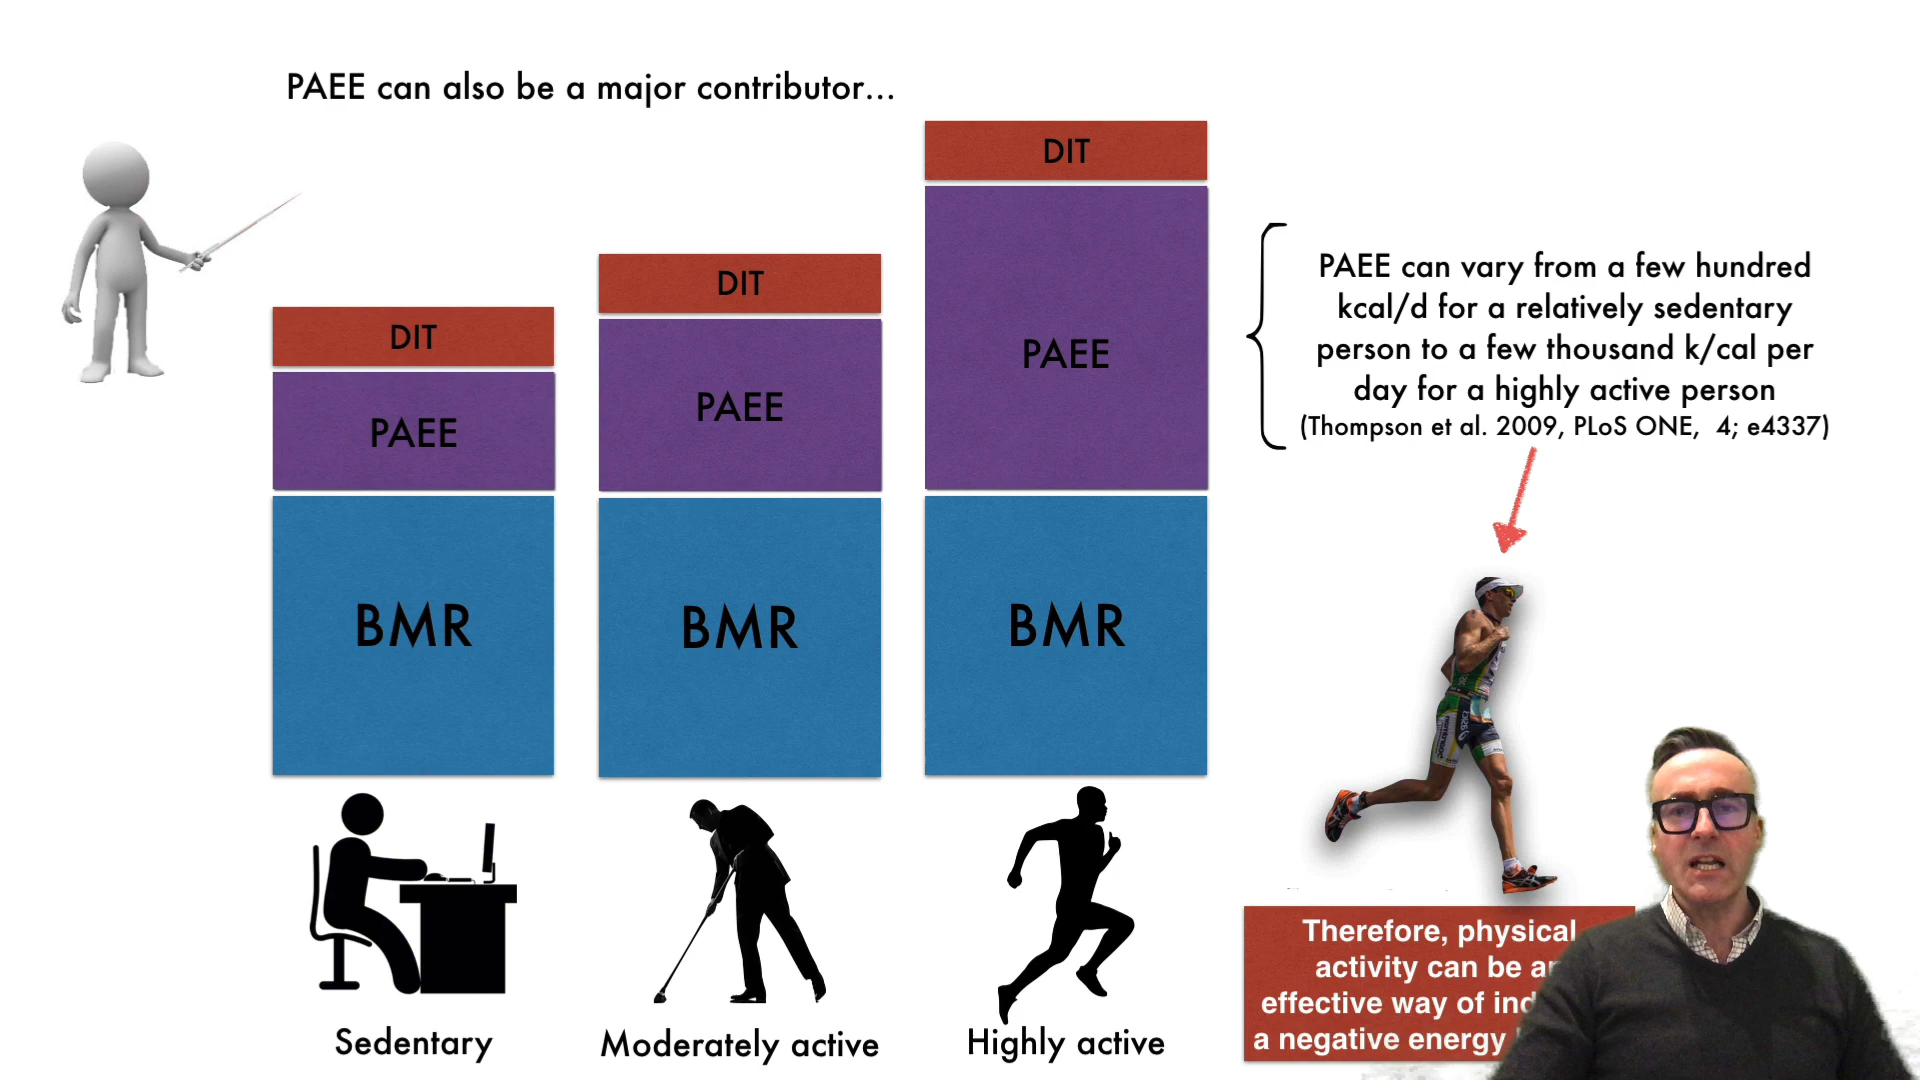 PAEE can also be a major contributor...
DIT
PAEE
BMR
Sedentary
DIT
PAEE
BMR
Moderately active
DIT
PAEE
BMR
Highly active
PAEE can vary from a few hundred
kcal/d for a relatively sedentary
person to a few thousand k/cal per
day for a highly active person
(Thompson et al. 2009, PLoS ONE, 4; e4337)
Therefore, physical
activity can be
effective way of
a negative energy